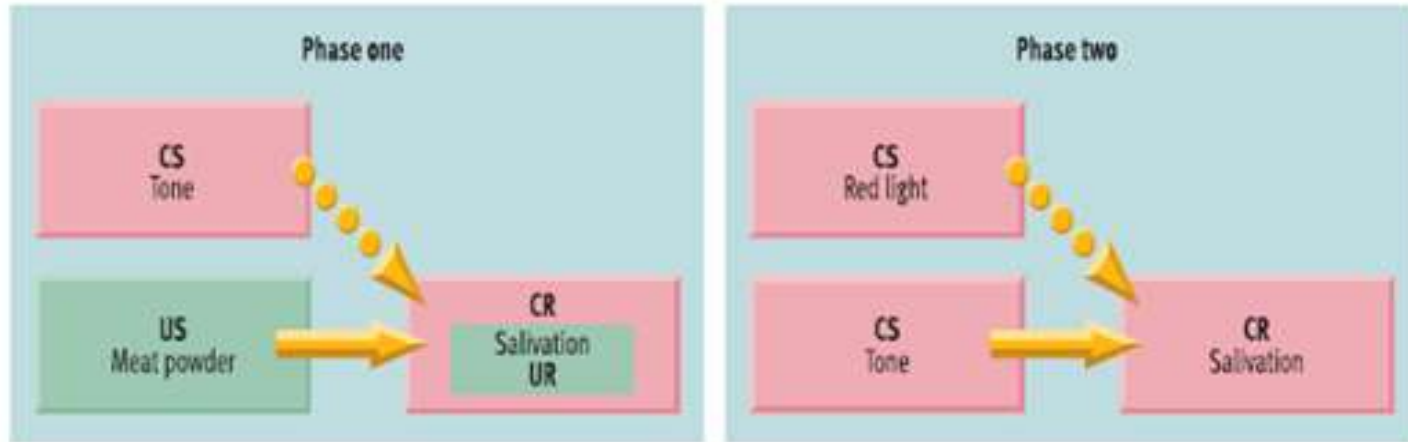 Phase one
CS
Tone
US
Meat powder
CR
Salivation
UR
Phase two
CS
Red light
CS
Tone
CR
Salivation